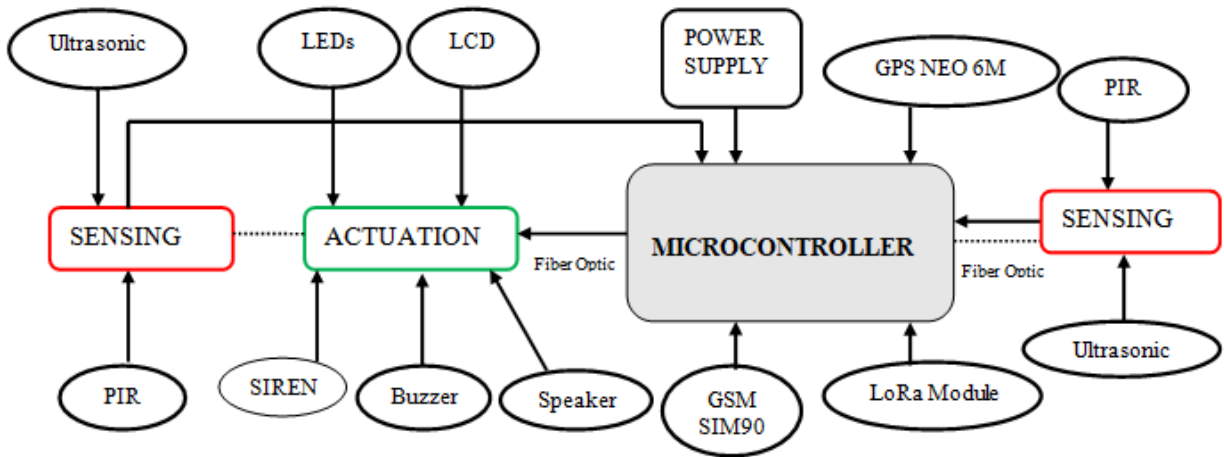 Ultrasonic
LEDs
LCD
POWER
SUPPLY
GPS NEO 6M
PIR
SENSING
ACTUATION
MICROCONTROLLER
SENSING
Fiber Optic
Fiber Optic
PIR
SIREN
Buzzer
Speaker
GSM
SIM90
LoRa Module
Ultrasonic